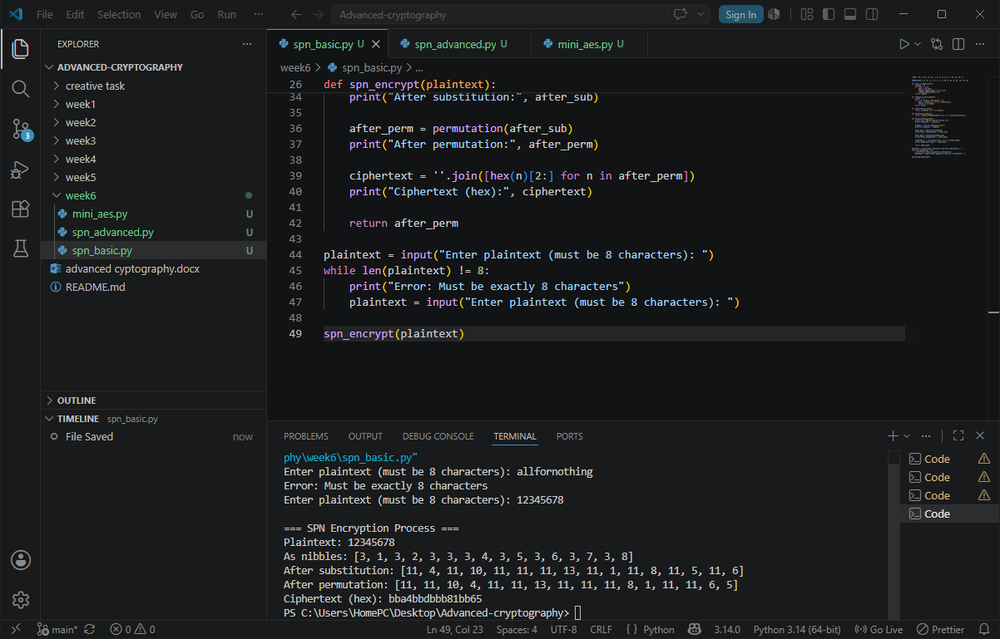 File Edit Selection View Go Run ··· Advanced-cryptography Sign In
EXPLORER ···
ADVANCED-CRYPTOGRAPHY
creative task
week1
week2
week3
week4
week5
week6
mini_aes.py U
spn_advanced.py U
spn_basic.py U
advanced cyptography.docx
README.md
OUTLINE
TIMELINE spn_basic.py
File Saved now
3
spn_basic.py U spn_advanced.py U mini_aes.py U
week6 > spn_basic.py > ...
26 def spn_encrypt(plaintext):
34 print("After substitution:", after_sub)
35
36 after_perm = permutation(after_sub)
37 print("After permutation:", after_perm)
38
39 ciphertext = ''.join([hex(n)[2:] for n in after_perm])
40 print("Ciphertext (hex):", ciphertext)
41
42 return after_perm
43
44 plaintext = input("Enter plaintext (must be 8 characters): ")
45 while len(plaintext) != 8:
46 print("Error: Must be exactly 8 characters")
47 plaintext = input("Enter plaintext (must be 8 characters): ")
48
49 spn_encrypt(plaintext)
PROBLEMS OUTPUT DEBUG CONSOLE TERMINAL PORTS
phy\week6\spn_basic.py"
Enter plaintext (must be 8 characters): allfornothing
Error: Must be exactly 8 characters
Enter plaintext (must be 8 characters): 12345678
=== SPN Encryption Process ===
Plaintext: 12345678
As nibbles: [3, 1, 3, 2, 3, 3, 3, 4, 3, 5, 3, 6, 3, 7, 3, 8]
After substitution: [11, 4, 11, 10, 11, 11, 11, 13, 11, 1, 11, 8, 11, 5, 11, 6]
After permutation: [11, 11, 10, 4, 11, 11, 13, 11, 11, 11, 8, 1, 11, 11, 6, 5]
Ciphertext (hex): bba4bbdbbb81bb65
PS C:\Users\HomePC\Desktop\Advanced-cryptography>
Code
Code
Code
Code
main* 0 0 Ln 49, Col 23 Spaces: 4 UTF-8 CRLF { } Python 3.14.0 Python 3.14 (64-bit) Go Live Prettier